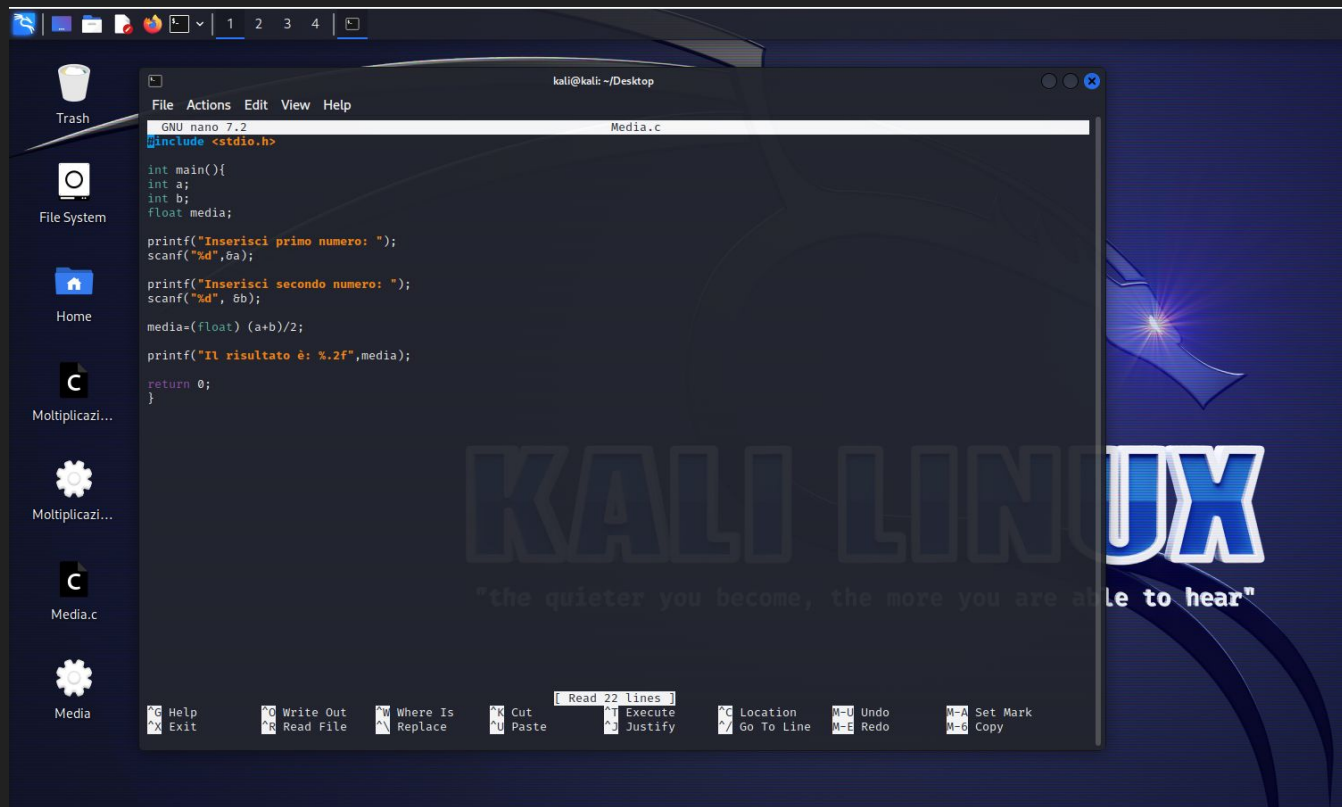 1 2 3 4
kali@kali: ~/Desktop
File Actions Edit View Help
GNU nano 7.2 Media.c
#include <stdio.h>
int main(){
int a;
int b;
float media;
printf("Inserisci primo numero: ");
scanf("%d",&a);
printf("Inserisci secondo numero: ");
scanf("%d", &b);
media=(float) (a+b)/2;
printf("Il risultato è: %.2f",media);
return 0;
}
[ Read 22 lines ]
^G Help ^O Write Out ^W Where Is ^K Cut ^T Execute ^C Location M-U Undo M-A Set Mark
^X Exit ^R Read File ^\ Replace ^U Paste ^J Justify ^/ Go To Line M-E Redo M-6 Copy
Trash
File System
Home
C
Moltiplicazi...
Moltiplicazi...
C
Media.c
Media
KALI LINUX
"the quieter you become, the more you are able to hear"